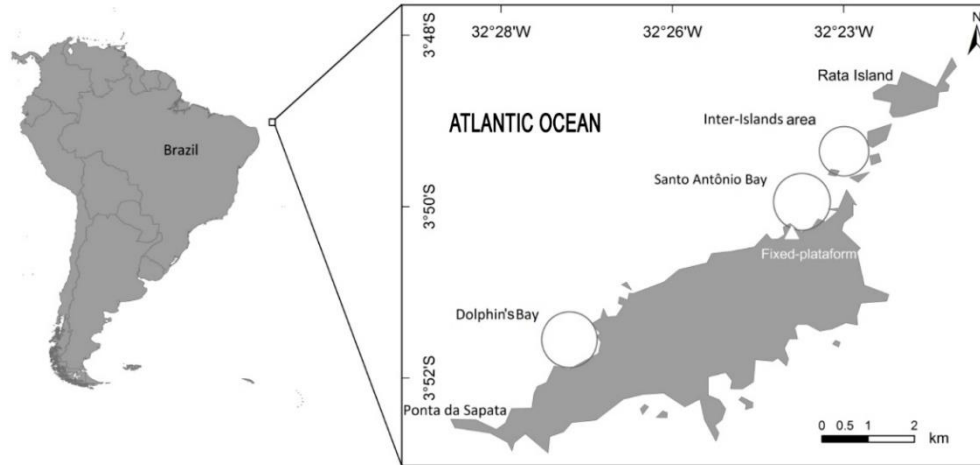 32°28'W
32°26'W
32°23'W
N
3°48'S
3°50'S
3°52'S
Rata Island
Inter-Islands area
ATLANTIC OCEAN
Brazil
Santo Antônio Bay
Fixed-plataform
Dolphin's Bay
Ponta da Sapata
0 0.5 1 2
km